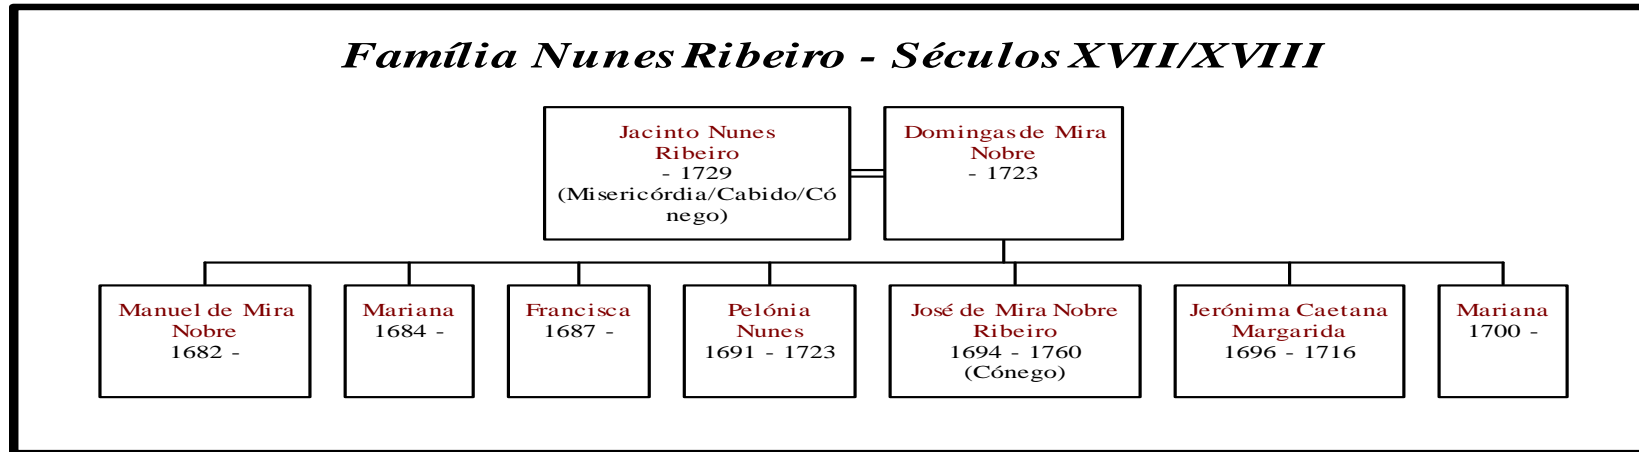 Família Nunes Ribeiro - Séculos XVII/XVIII
Jacinto Nunes
Ribeiro
- 1729
(Misericórdia/Cabido/Có
nego)
Domingas de Mira
Nobre
- 1723
Manuel de Mira
Nobre
1682 -
Mariana
1684 -
Francisca
1687 -
Pelónia
Nunes
1691 - 1723
José de Mira Nobre
Ribeiro
1694 - 1760
(Cónego)
Jerónima Caetana
Margarida
1696 - 1716
Mariana
1700 -